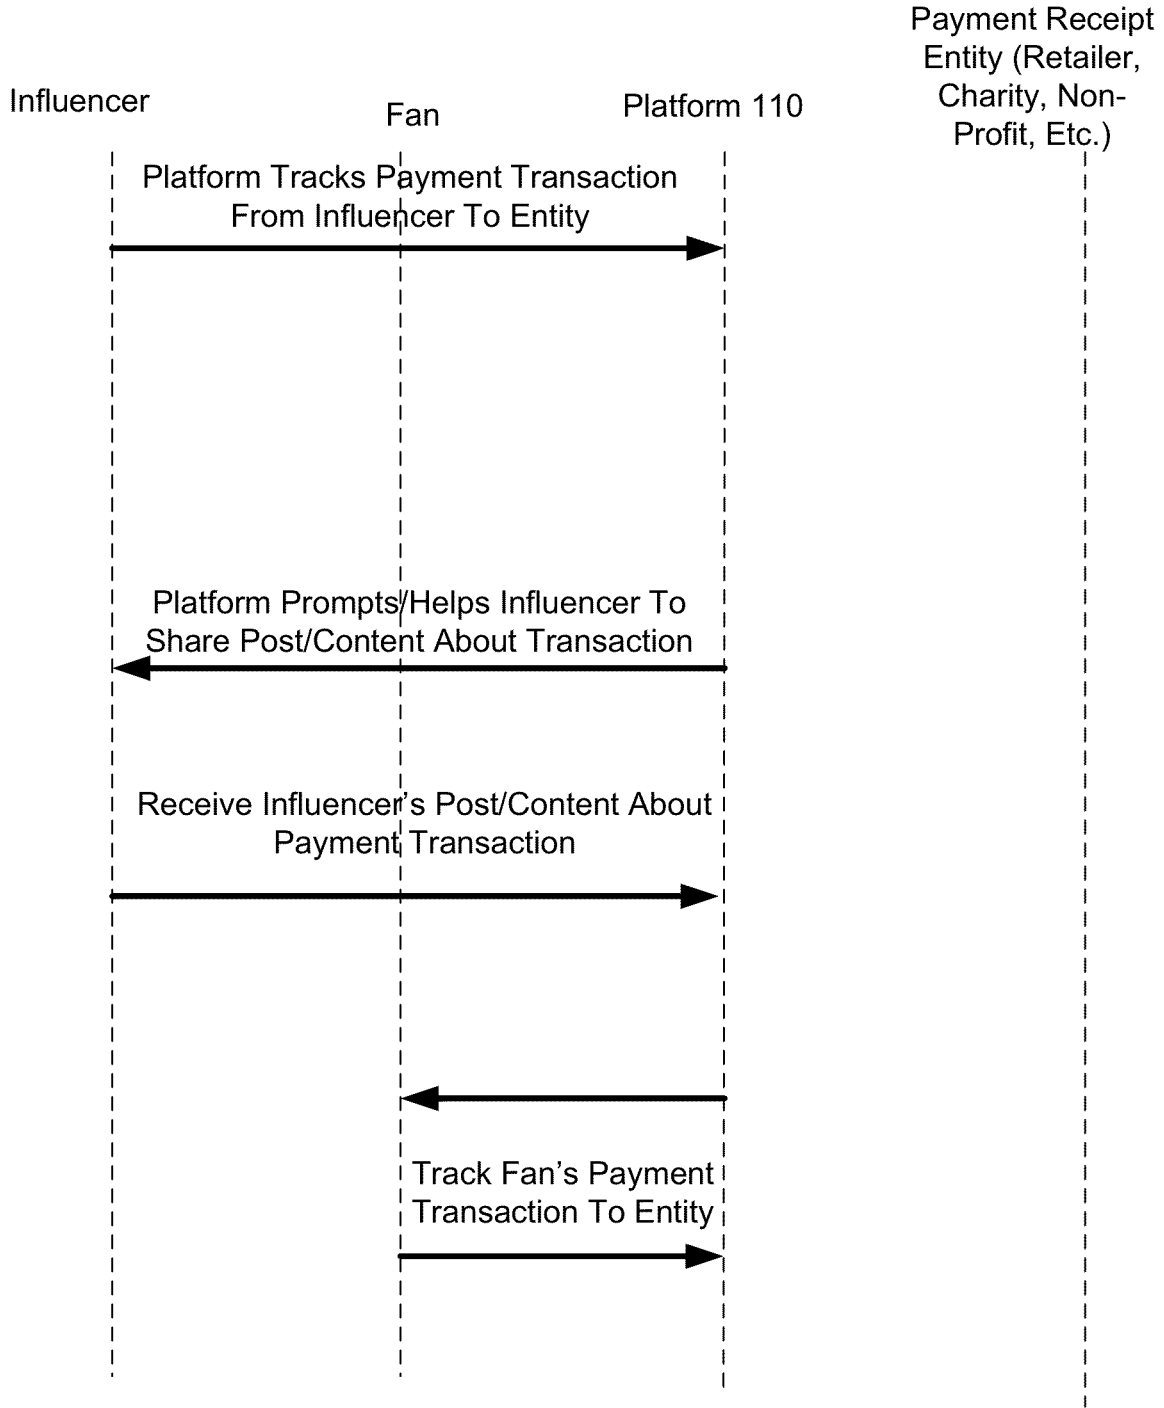 Payment Receipt
Entity (Retailer,
Charity, Non-
Profit, Etc.)
Influencer
Fan
Platform 110
Platform Tracks Payment Transaction
From Influencer To Entity
Platform Prompts/Helps Influencer To
Share Post/Content About Transaction
Receive Influencer’s Post/Content About
Payment Transaction
Track Fan’s Payment
Transaction To Entity